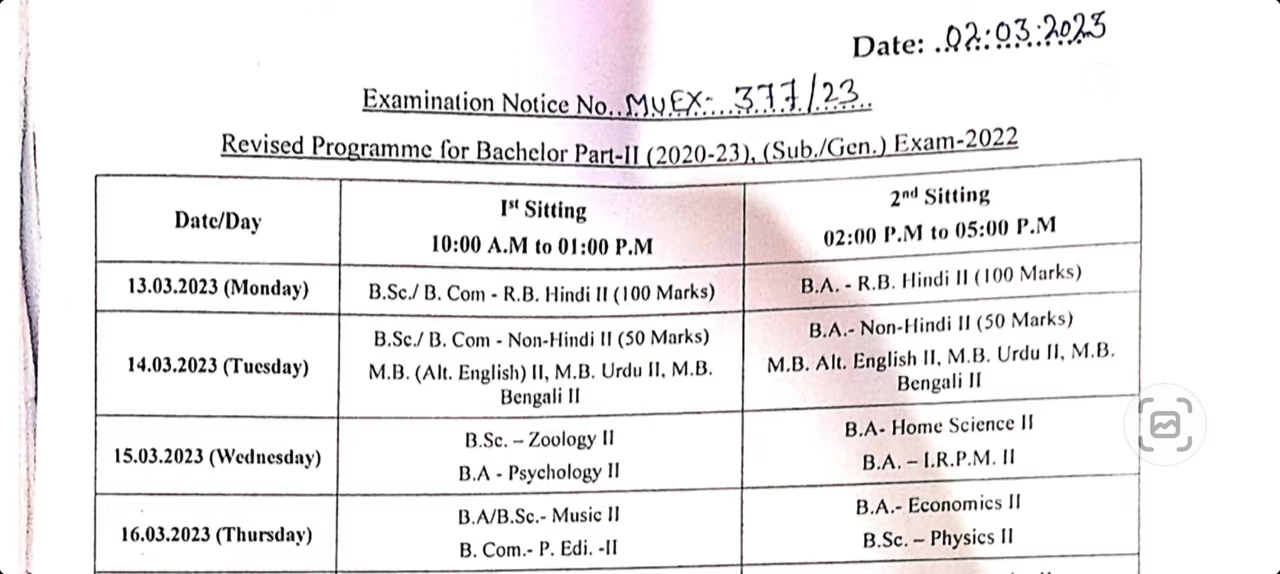 Date: 02:03:2023
Examination Notice No. MUEX- 377/23
Revised Programme for Bachelor Part-II (2020-23), (Sub./Gen.) Exam-2022
Date/Day
1st Sitting
10:00 A.M to 01:00 P.M
2nd Sitting
02:00 P.M to 05:00 P.M
13.03.2023 (Monday)
B.Sc./ B. Com - R.B. Hindi II (100 Marks)
B.A. - R.B. Hindi II (100 Marks)
14.03.2023 (Tuesday)
B.Sc./ B. Com - Non-Hindi II (50 Marks)
M.B. (Alt. English) II, M.B. Urdu II, M.B.
Bengali II
B.A.- Non-Hindi II (50 Marks)
M.B. Alt. English II, M.B. Urdu II, M.B.
Bengali II
15.03.2023 (Wednesday)
B.Sc. – Zoology II
B.A - Psychology II
B.A- Home Science II
B.A. – I.R.P.M. II
16.03.2023 (Thursday)
B.A/B.Sc.- Music II
B. Com.- P. Edi. -II
B.A.- Economics II
B.Sc. – Physics II